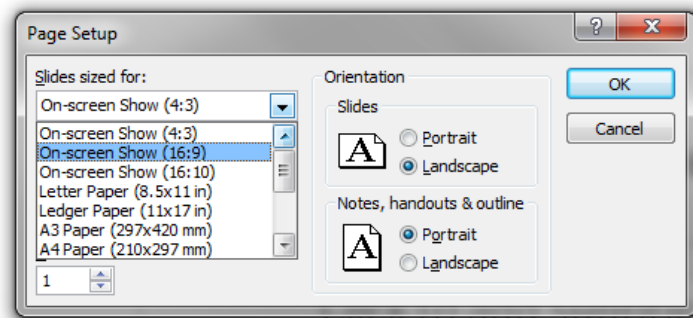 Page Setup
Slides sized for:
On-screen Show (4:3)
On-screen Show (4:3)
On-screen Show (16:9)
On-screen Show (16:10)
Letter Paper (8.5x11 in)
Ledger Paper (11x17 in)
A3 Paper (297x420 mm)
A4 Paper (210x297 mm)
1
Orientation
Slides
A
Portrait
Landscape
Notes, handouts & outline
A
Portrait
Landscape
OK
Cancel